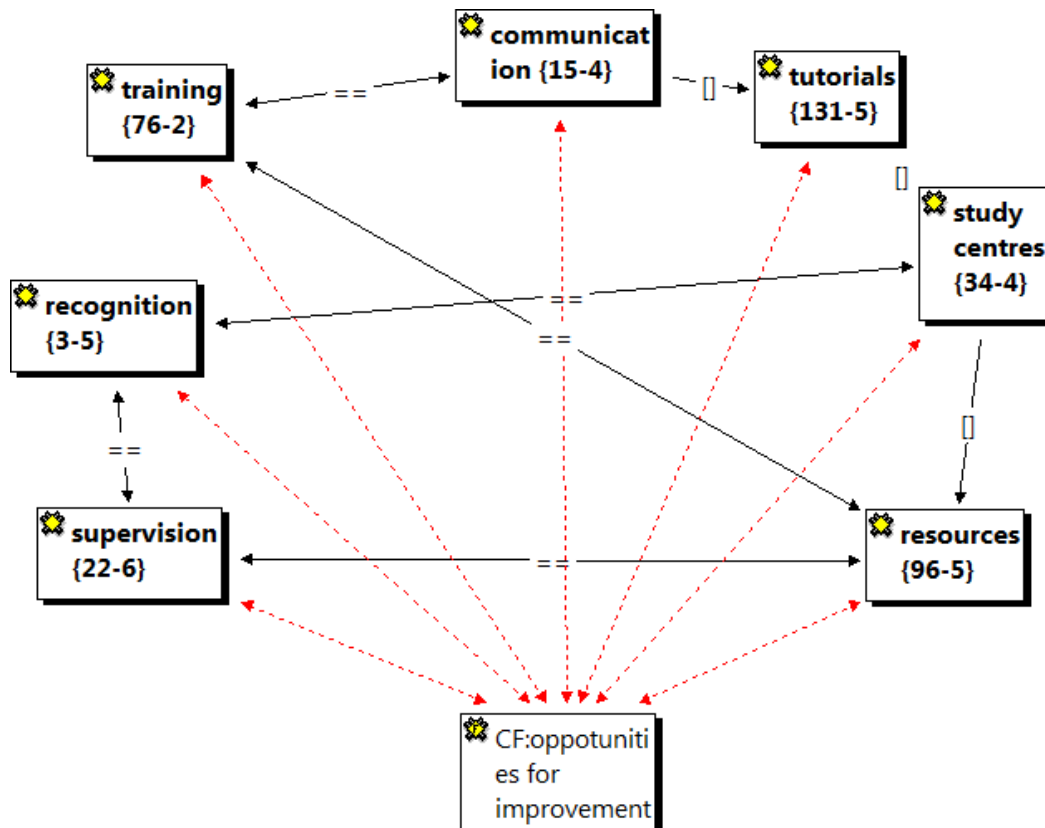 communicat
ion {15-4}
training
{76-2}
==
[]
tutorials
{131-5}
[]
study
centres
{34-4}
recognition
{3-5}
==
==
==
[]
supervision
{22-6}
==
resources
{96-5}
F
CF:oppotuniti
es for
improvement